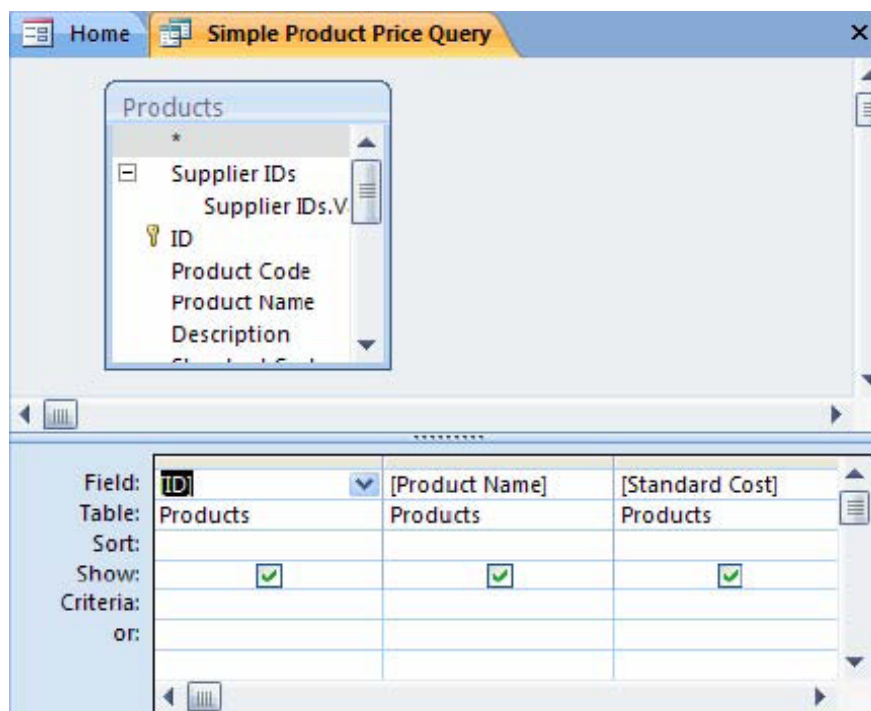 Home Simple Product Price Query
Products
*
Supplier IDs
Supplier IDs.V
ID
Product Code
Product Name
Description
Field: [ID] [Product Name] [Standard Cost]
Table: Products Products Products
Sort:
Show:
Criteria:
or: